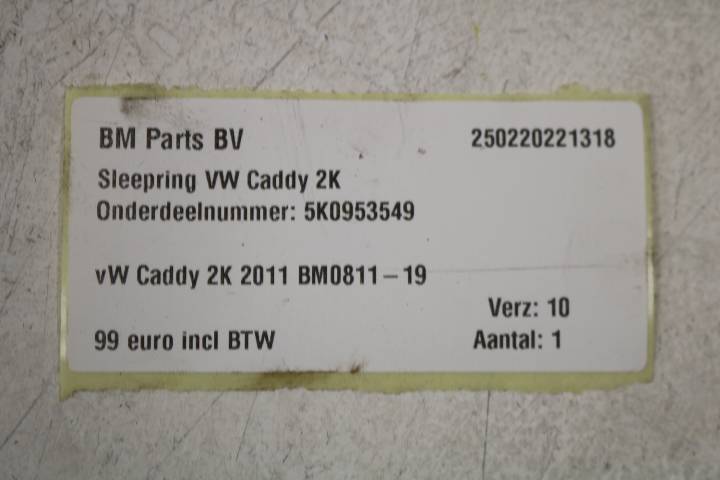 BM Parts BV 250220221318
Sleepring VW Caddy 2K
Onderdeelnummer: 5K0953549
vW Caddy 2K 2011 BM0811-19
Verz: 10
99 euro incl BTW Aantal: 1